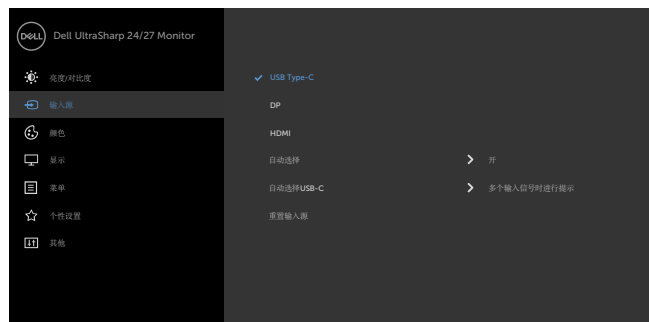 DELL
Dell UltraSharp 24/27 Monitor
亮度/对比度
USB Type-C
输入源
DP
颜色
HDMI
显示
自动选择
开
菜单
自动选择USB-C
多个输入信号时进行提示
个性设置
重置输入源
其他